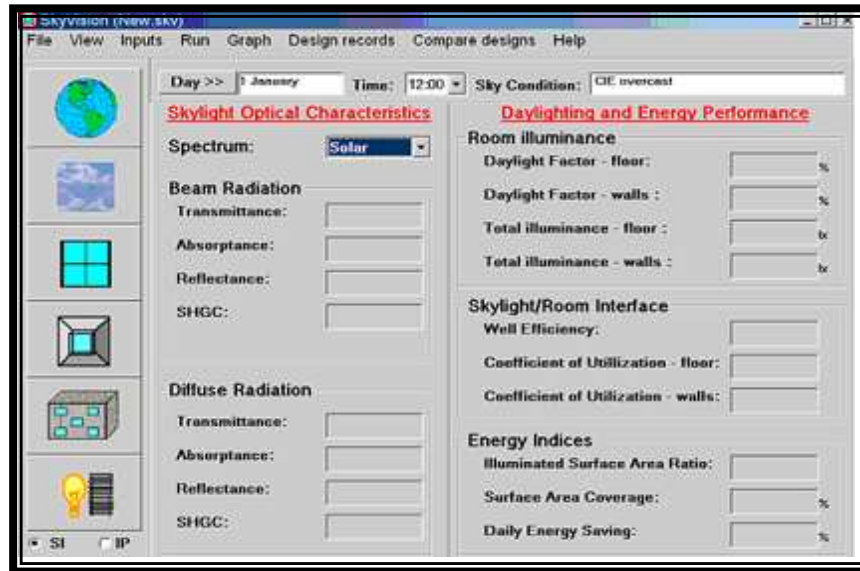 Skyvision (New.skv)
File View Inputs Run Graph Design records Compare designs Help
Day >> 1 January Time: 12:00 Sky Condition: CIE overcast
Skylight Optical Characteristics
Spectrum: Solar
Beam Radiation
Transmittance:
Absorptance:
Reflectance:
SHGC:
Diffuse Radiation
Transmittance:
Absorptance:
Reflectance:
SHGC:
SI IP
Daylighting and Energy Performance
Room illuminance
Daylight Factor - floor: %
Daylight Factor - walls : %
Total illuminance - floor : lx
Total illuminance - walls : lx
Skylight/Room Interface
Well Efficiency:
Coefficient of Utillization - floor:
Coefficient of Utilization - walls:
Energy Indices
Illuminated Surface Area Ratio:
Surface Area Coverage: %
Daily Energy Saving: %